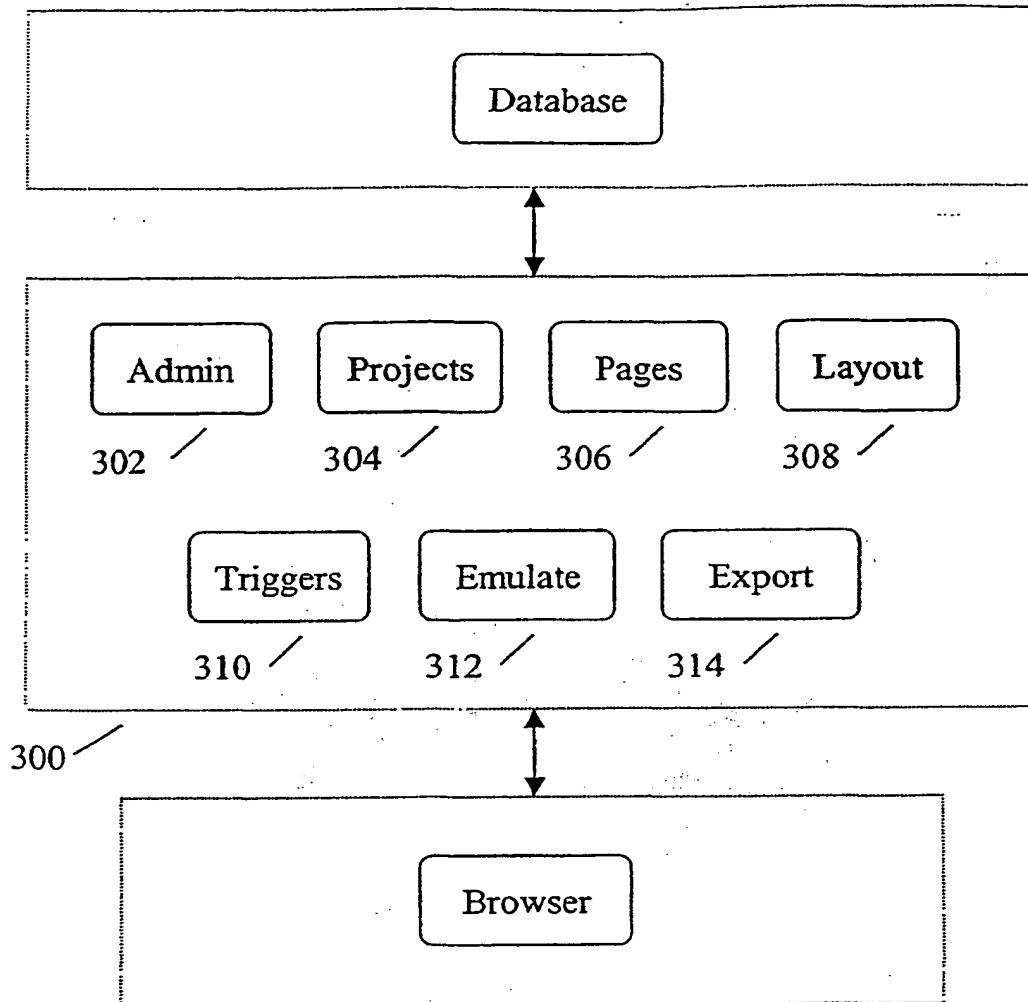 Database
Admin Projects Pages Layout
302 304 306 308
Triggers Emulate Export
310 312 314
300
Browser